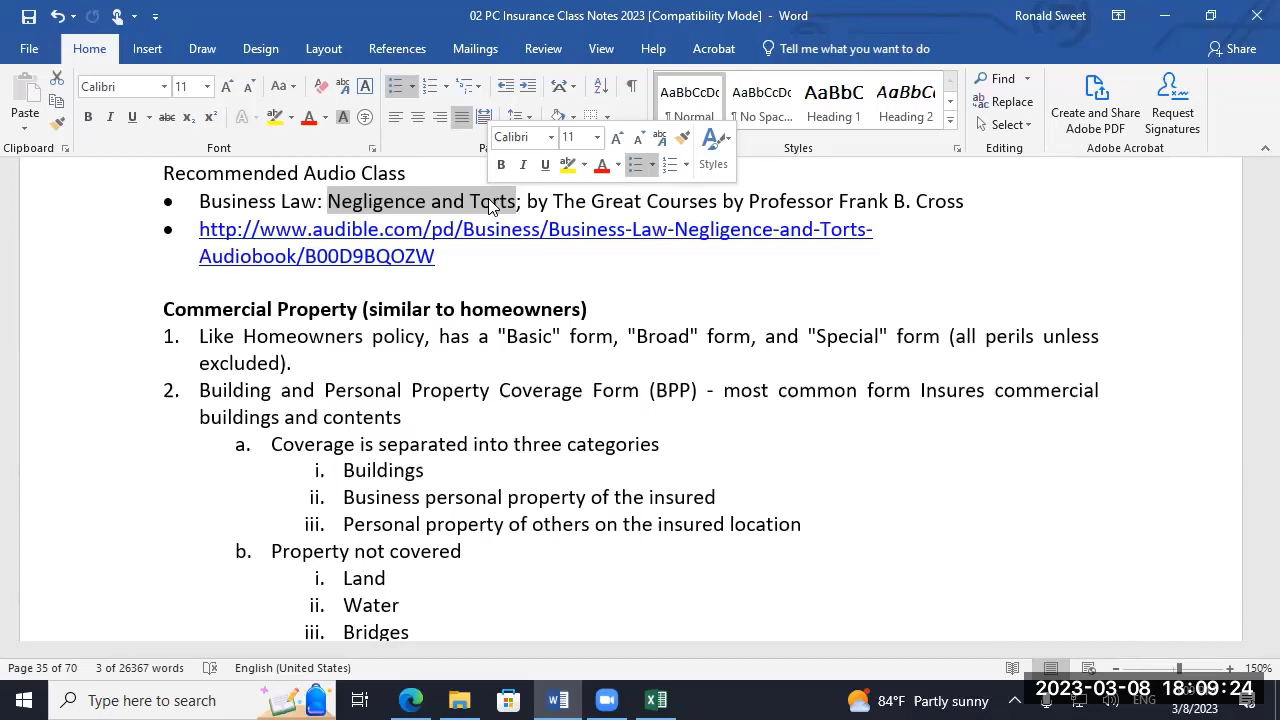 02 PC Insurance Class Notes 2023 [Compatibility Mode] - Word
Ronald Sweet
File Home Insert Draw Design Layout References Mailings Review View Help Acrobat Tell me what you want to do Share
Paste
Calibri 11
Calibri 11
Styles
AaBbCcDc AaBbCcDc AaBbC AaBbC
¶ Normal ¶ No Spac... Heading 1 Heading 2
Find
Replace
Select
Create and Share Adobe PDF
Request Signatures
Clipboard Font Styles Editing Adobe Acrobat
Recommended Audio Class
• Business Law: Negligence and Torts; by The Great Courses by Professor Frank B. Cross
• http://www.audible.com/pd/Business/Business-Law-Negligence-and-Torts-
Audiobook/B00D9BQOZW
Commercial Property (similar to homeowners)
1. Like Homeowners policy, has a "Basic" form, "Broad" form, and "Special" form (all perils unless
excluded).
2. Building and Personal Property Coverage Form (BPP) - most common form Insures commercial
buildings and contents
a. Coverage is separated into three categories
i. Buildings
ii. Business personal property of the insured
iii. Personal property of others on the insured location
b. Property not covered
i. Land
ii. Water
iii. Bridges
Page 35 of 70 3 of 26367 words English (United States) 150%
Type here to search
84°F Partly sunny
ENG
2023-03-08 18:09:24
3/8/2023